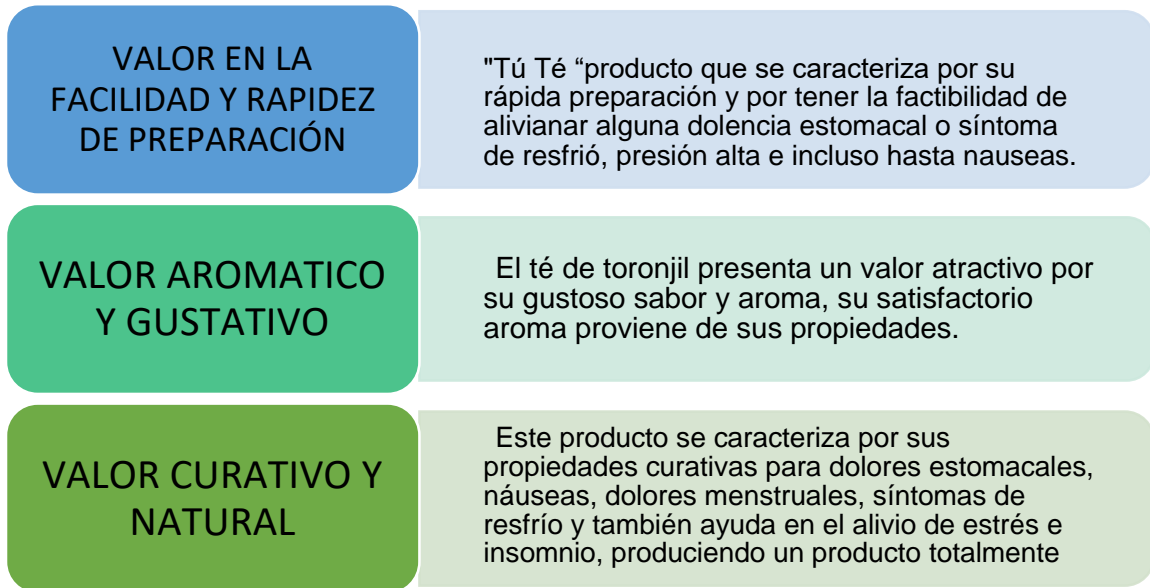 VALOR EN LA
FACILIDAD Y RAPIDEZ
DE PREPARACIÓN
"Tú Té “producto que se caracteriza por su
rápida preparación y por tener la factibilidad de
alivianar alguna dolencia estomacal o síntoma
de resfrió, presión alta e incluso hasta nauseas.
VALOR AROMATICO
Y GUSTATIVO
El té de toronjil presenta un valor atractivo por
su gustoso sabor y aroma, su satisfactorio
aroma proviene de sus propiedades.
VALOR CURATIVO Y
NATURAL
Este producto se caracteriza por sus
propiedades curativas para dolores estomacales,
náuseas, dolores menstruales, síntomas de
resfrío y también ayuda en el alivio de estrés e
insomnio, produciendo un producto totalmente